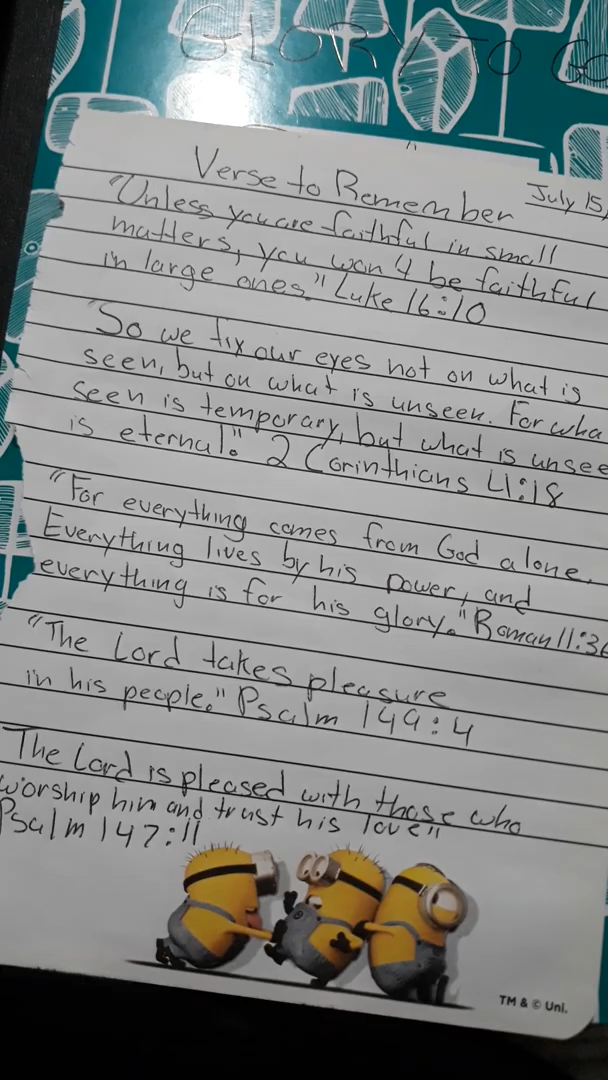 GLORY TO GO
Verse to Remember
July 15,
"Unless you are faithful in small
matters, you won't be faithful
in large ones." Luke 16:10
"So we fix our eyes not on what is
seen, but on what is unseen. For wha
seen is temporary, but what is unsee
is eternal." 2 Corinthians 4:18
"For everything comes from God alone.
Everything lives by his power, and
everything is for his glory." Roman 11:36
"The Lord takes pleasure
in his people." Psalm 149:4
The Lord is pleased with those who
worship him and trust his love"
Psalm 147:11
TM & © Uni.